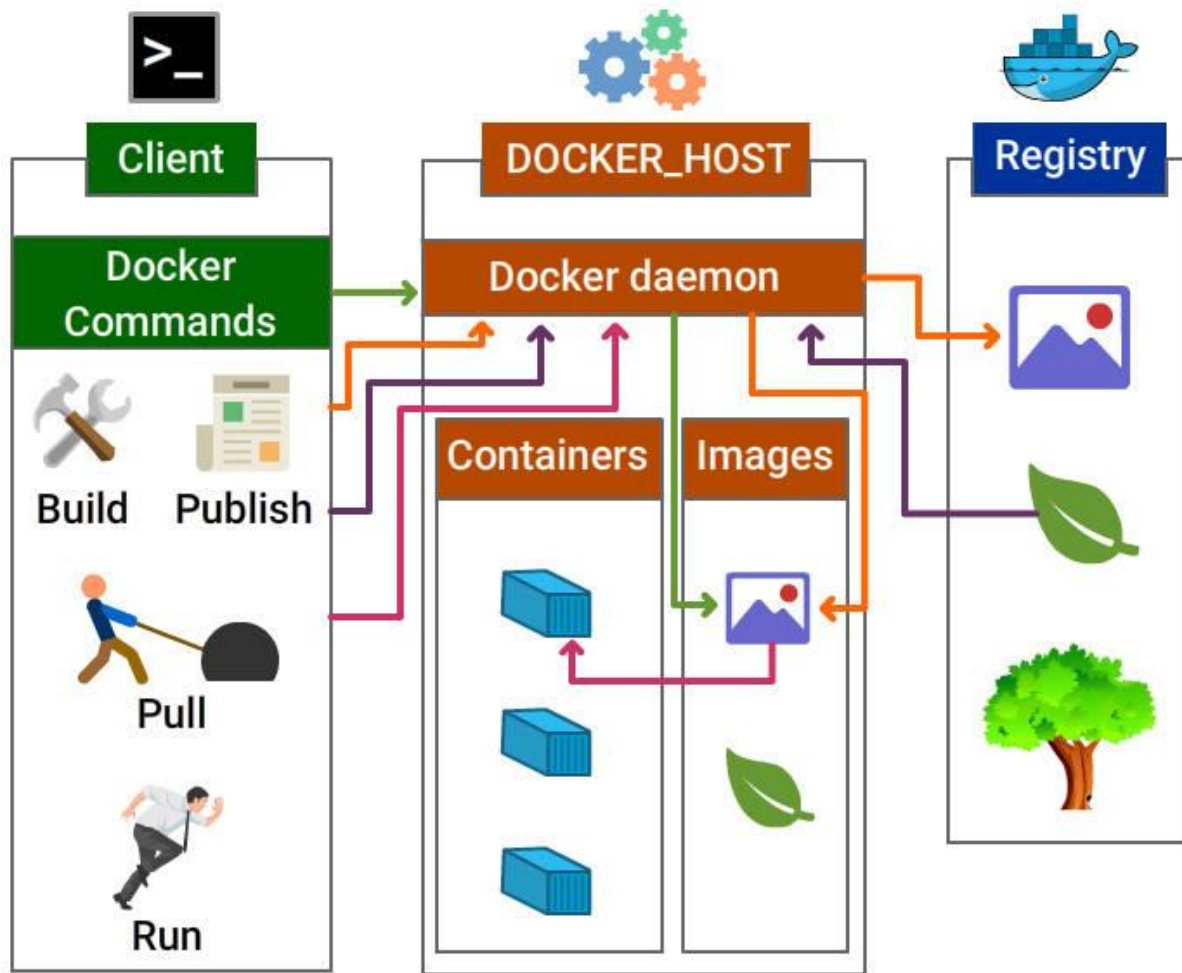 >_
Client
DOCKER_HOST
Registry
Docker
Commands
Docker daemon
Build
Publish
Containers
Images
Pull
Run